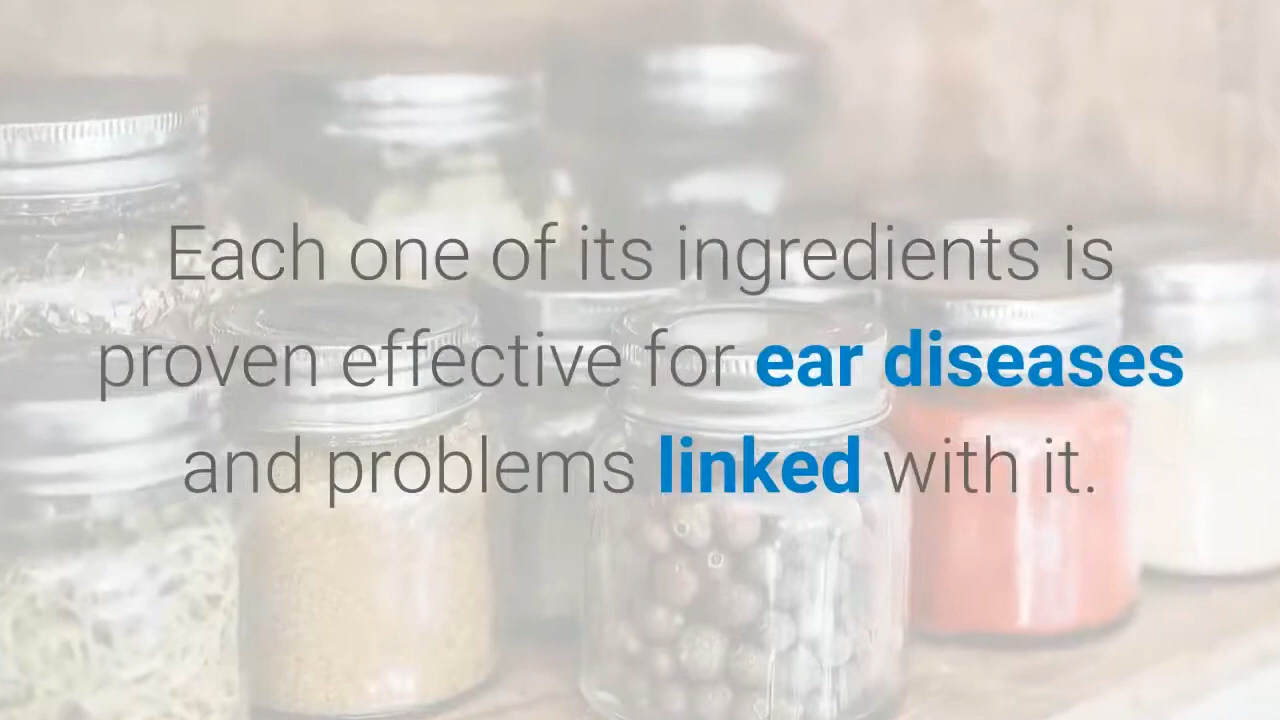 Each one of its ingredients is
proven effective for ear diseases
and problems linked with it.